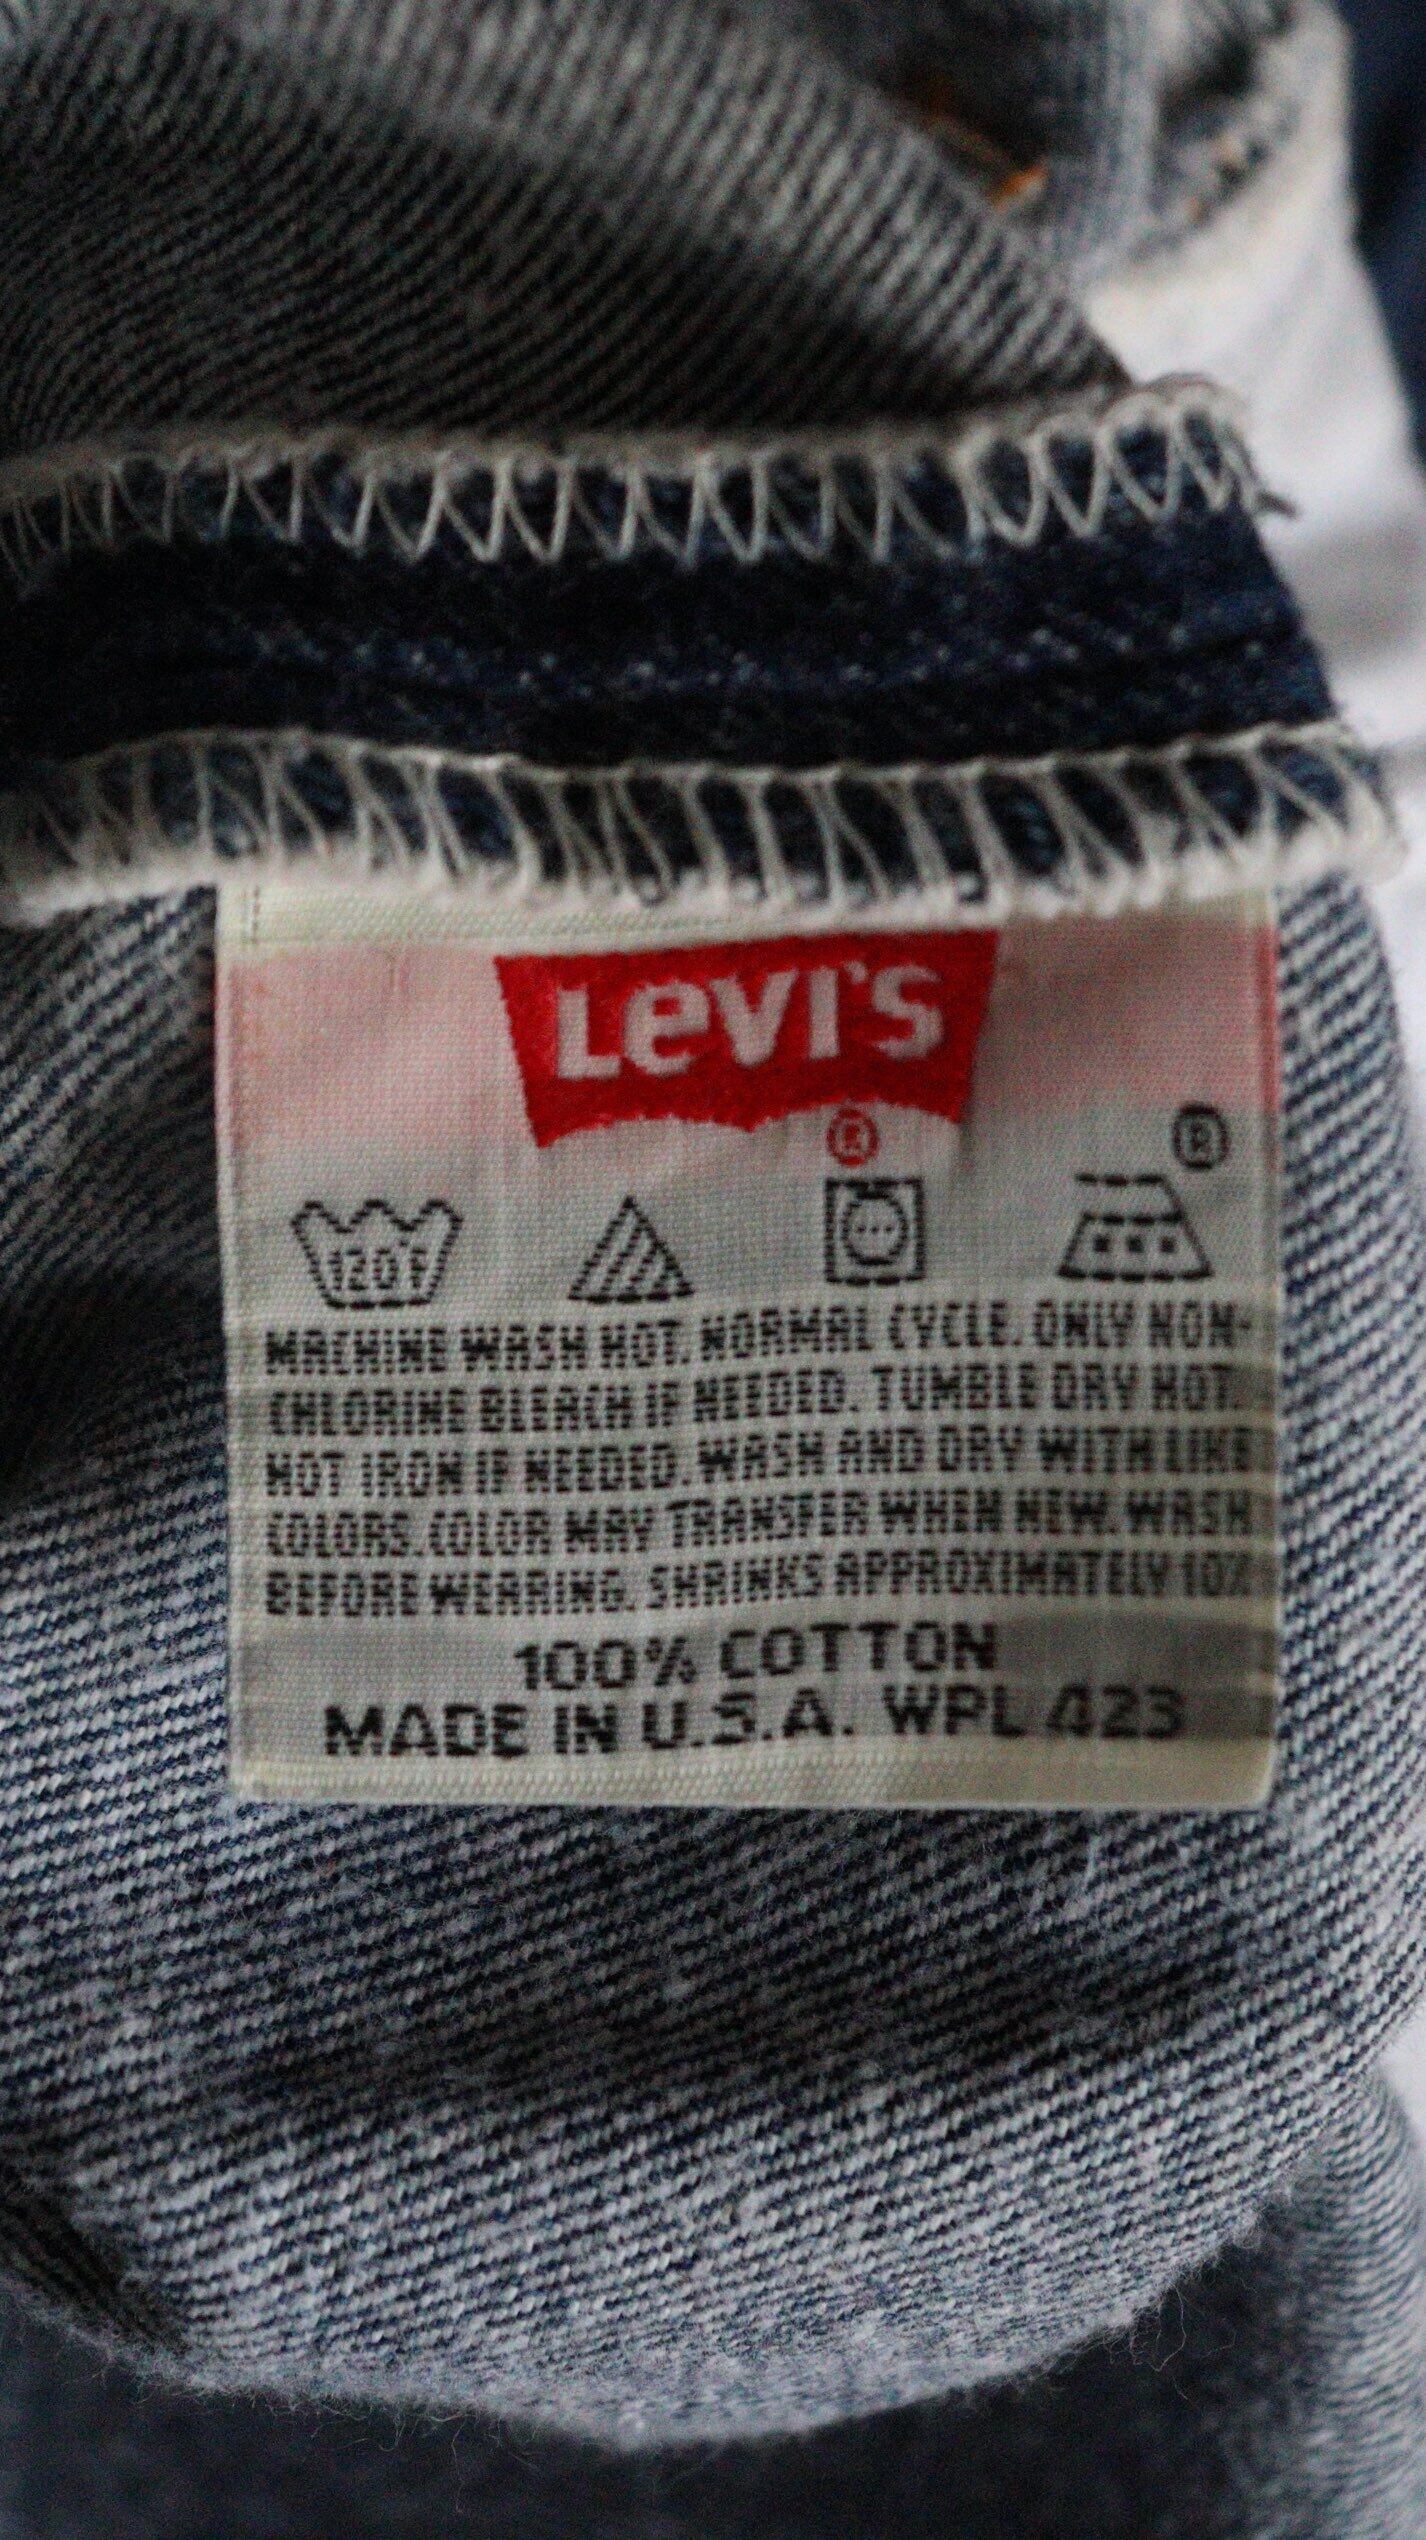 LEVI'S
®
®
120°F
MACHINE WASH HOT. NORMAL CYCLE. ONLY NON-
CHLORINE BLEACH IF NEEDED. TUMBLE DRY HOT.
HOT IRON IF NEEDED. WASH AND DRY WITH LIKE
COLORS. COLOR MAY TRANSFER WHEN NEW. WASH
BEFORE WEARING. SHRINKS APPROXIMATELY 10%
100% COTTON
MADE IN U.S.A. WPL 423